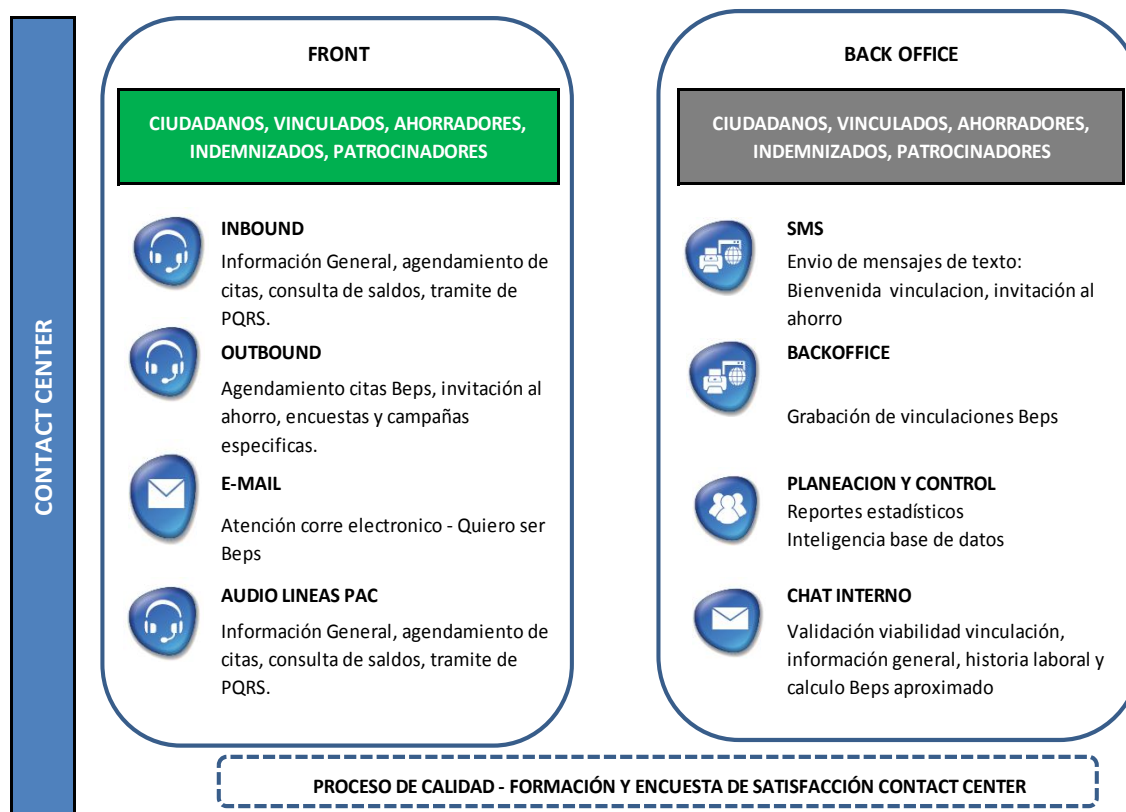 CONTACT CENTER
FRONT
CIUDADANOS, VINCULADOS, AHORRADORES,
INDEMNIZADOS, PATROCINADORES
INBOUND
Información General, agendamiento de
citas, consulta de saldos, tramite de
PQRS.
OUTBOUND
Agendamiento citas Beps, invitación al
ahorro, encuestas y campañas
especificas.
E-MAIL
Atención corre electronico - Quiero ser
Beps
AUDIO LINEAS PAC
Información General, agendamiento de
citas, consulta de saldos, tramite de
PQRS.
BACK OFFICE
CIUDADANOS, VINCULADOS, AHORRADORES,
INDEMNIZADOS, PATROCINADORES
SMS
Envio de mensajes de texto:
Bienvenida vinculacion, invitación al
ahorro
BACKOFFICE
Grabación de vinculaciones Beps
PLANEACION Y CONTROL
Reportes estadísticos
Inteligencia base de datos
CHAT INTERNO
Validación viabilidad vinculación,
información general, historia laboral y
calculo Beps aproximado
PROCESO DE CALIDAD - FORMACIÓN Y ENCUESTA DE SATISFACCIÓN CONTACT CENTER